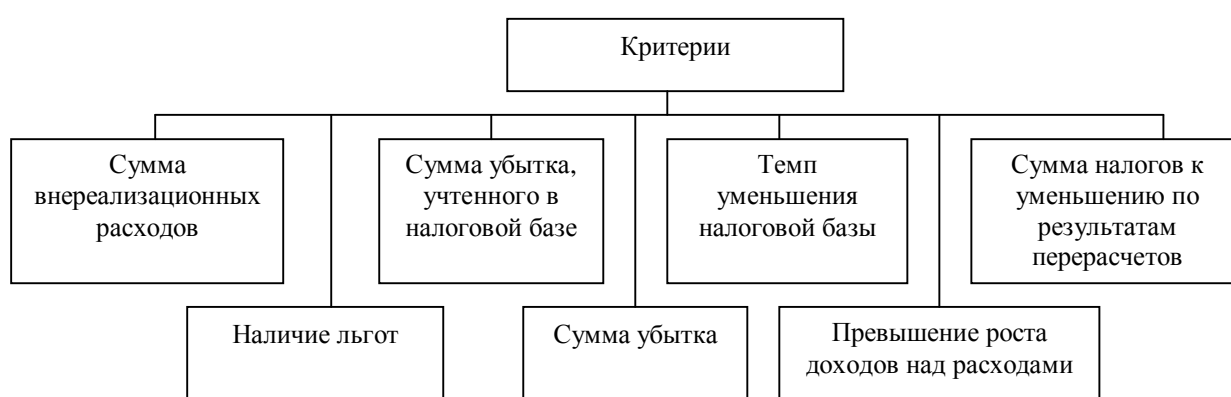 Критерии
Сумма
внереализационных
расходов
Сумма убытка,
учтенного в
налоговой базе
Темп
уменьшения
налоговой базы
Сумма налогов к
уменьшению по
результатам
перерасчетов
Наличие льгот
Сумма убытка
Превышение роста
доходов над расходами